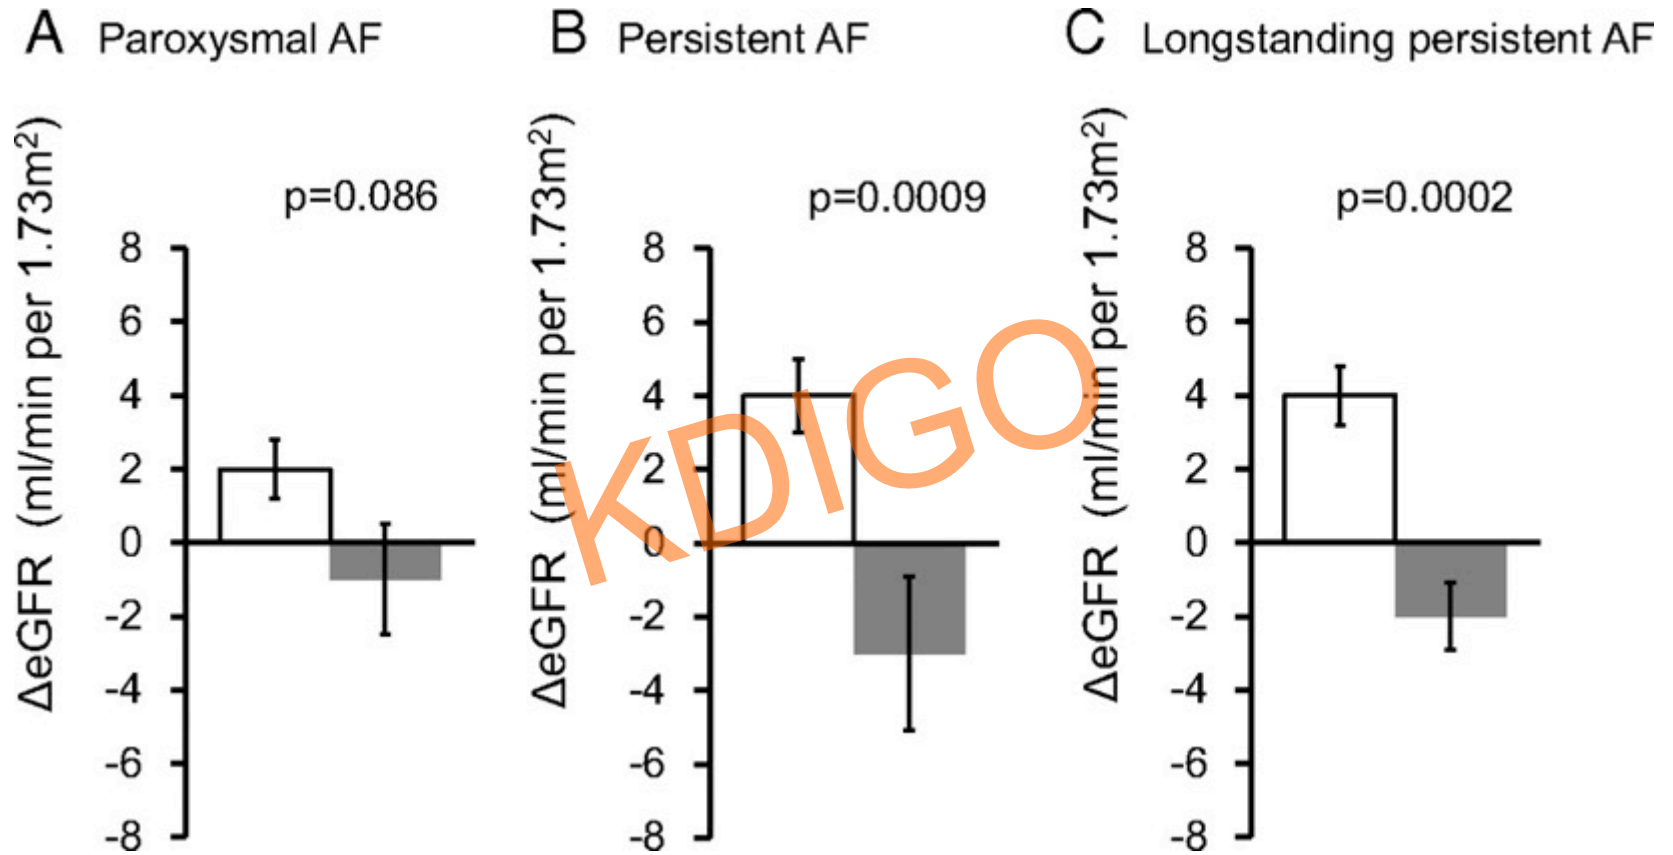 A Paroxysmal AF
ΔeGFR (ml/min per 1.73m²)
p=0.086
8
6
4
2
0
-2
-4
-6
-8
B Persistent AF
ΔeGFR (ml/min per 1.73m²)
p=0.0009
8
6
4
2
0
-2
-4
-6
-8
C Longstanding persistent AF
ΔeGFR (ml/min per 1.73m²)
p=0.0002
8
6
4
2
0
-2
-4
-6
-8
KDIGO